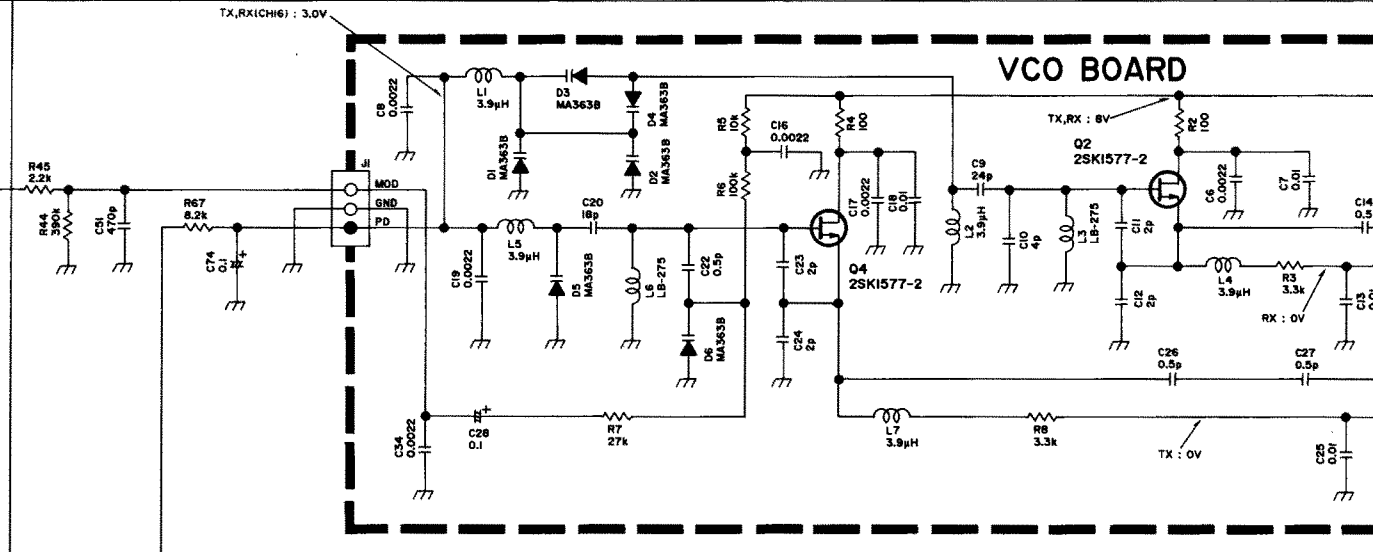 TX,RX(CH16) : 3.0V
VCO BOARD
C8
0.0022
L1
3.9µH
D3
MA363B
D4
MA363B
D1
MA363B
D2
MA363B
R5
10k
C16
0.0022
R4
100
TX,RX : 8V
R2
100
Q2
2SK1577-2
R6
100k
C17
0.0022
C18
0.01
C9
24p
C6
0.0022
C7
0.01
R45
2.2k
J1
MOD
GND
PD
R44
390k
C51
470p
R67
8.2k
C74
0.1
+
C19
0.0022
L5
3.9µH
C20
18p
D5
MA363B
L6
LB-275
C22
0.5p
C23
2p
Q4
2SK1577-2
L2
3.9µH
C10
4p
L3
LB-275
C11
2p
C14
0.5
L4
3.9µH
R3
3.3k
C12
2p
RX : 0V
C13
0.01
D6
MA363B
C24
2p
C26
0.5p
C27
0.5p
C34
0.0022
C28
0.1
+
R7
27k
L7
3.9µH
R8
3.3k
TX : 0V
C25
0.01